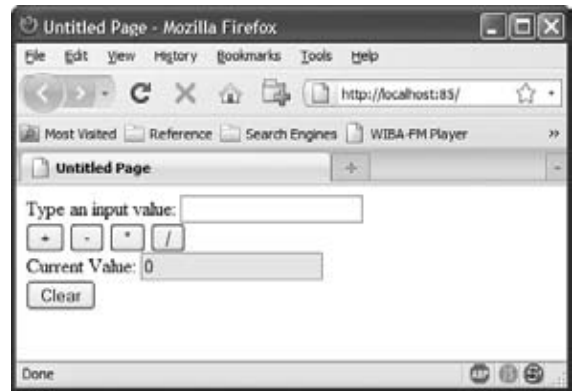 Untitled Page - Mozilla Firefox
File Edit View History Bookmarks Tools Help
http://localhost:85/
Most Visited Reference Search Engines WIBA-FM Player »
Untitled Page
Type an input value:
+ - * /
Current Value: 0
Clear
Done
ABP